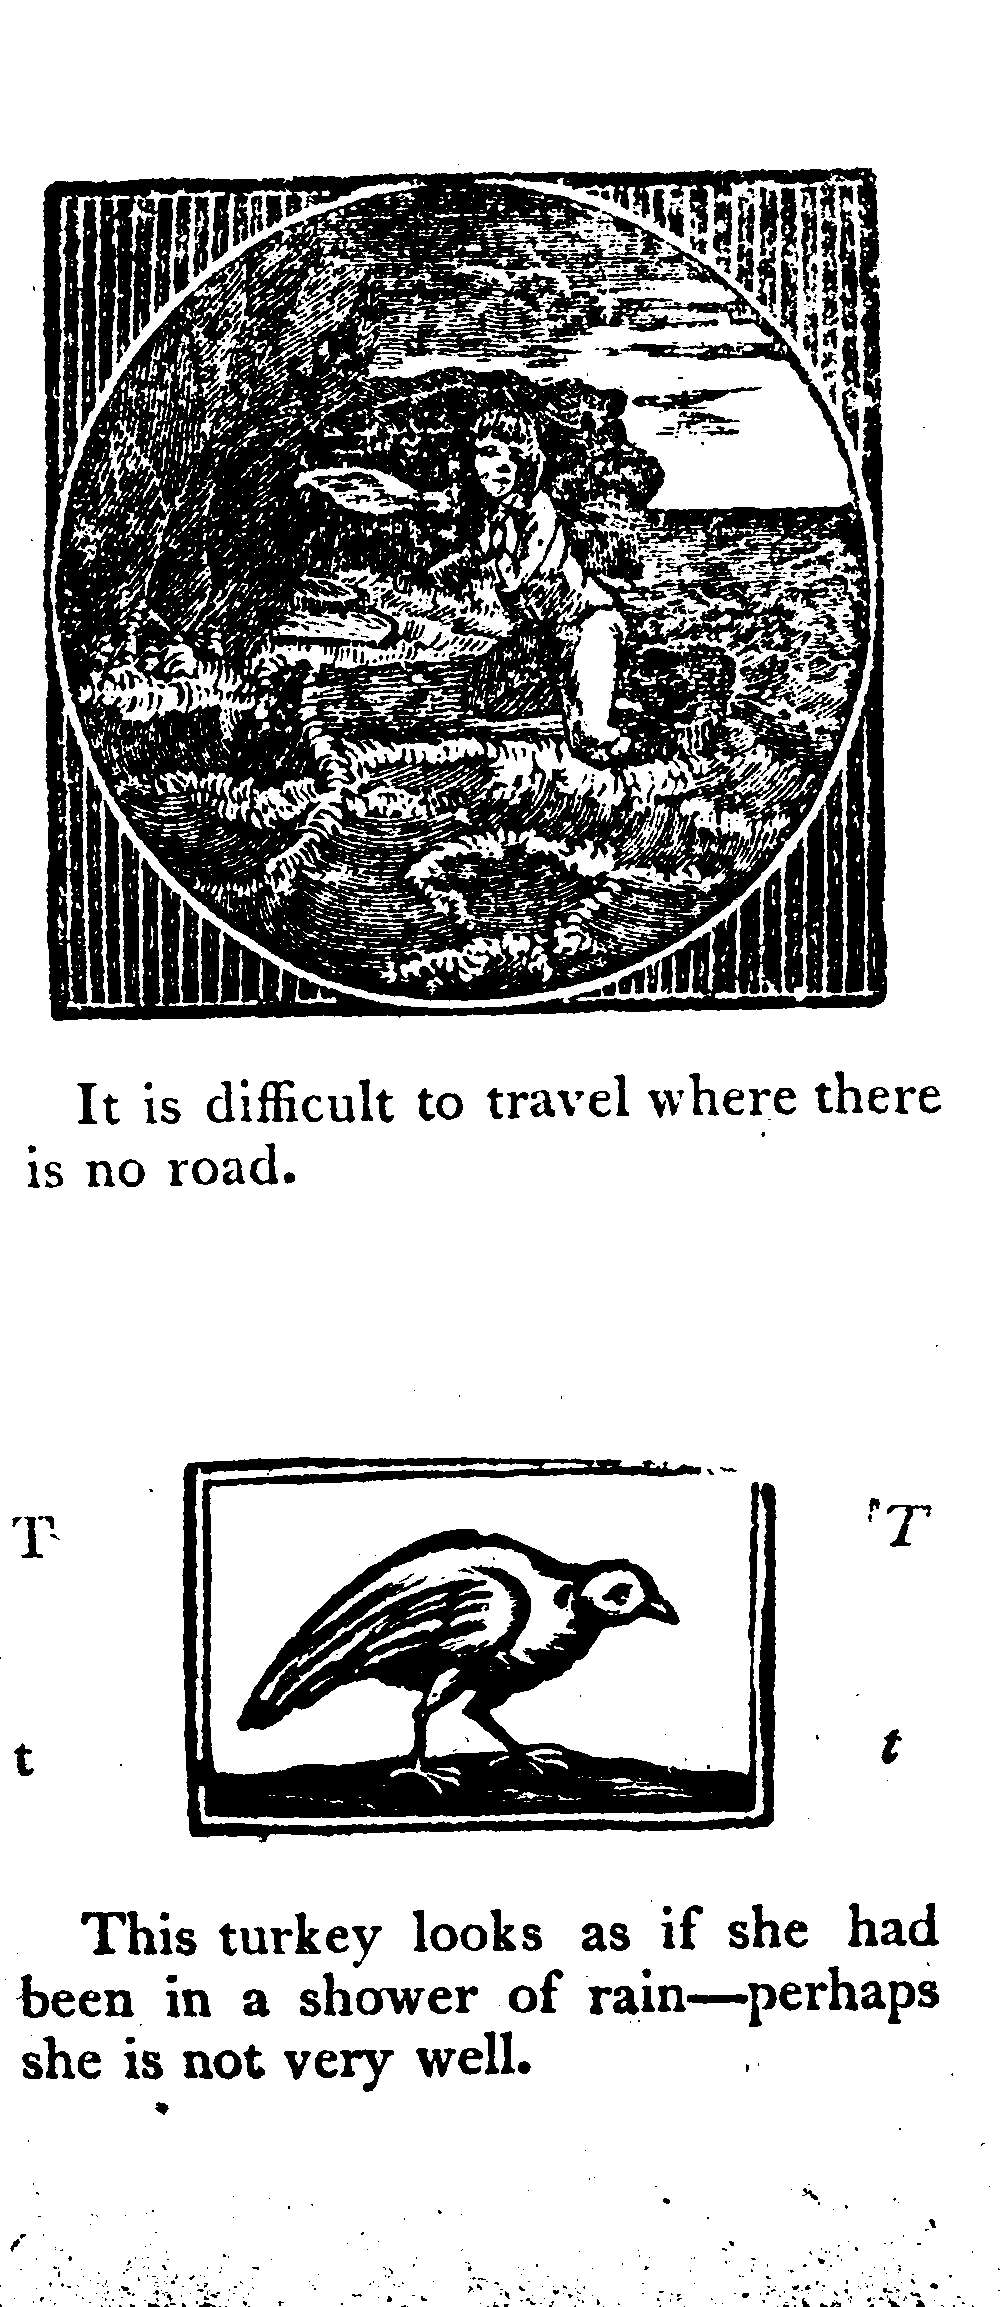 It is difficult to travel where there
is no road.
T T
t t
This turkey looks as if she had
been in a shower of rain—perhaps
she is not very well.